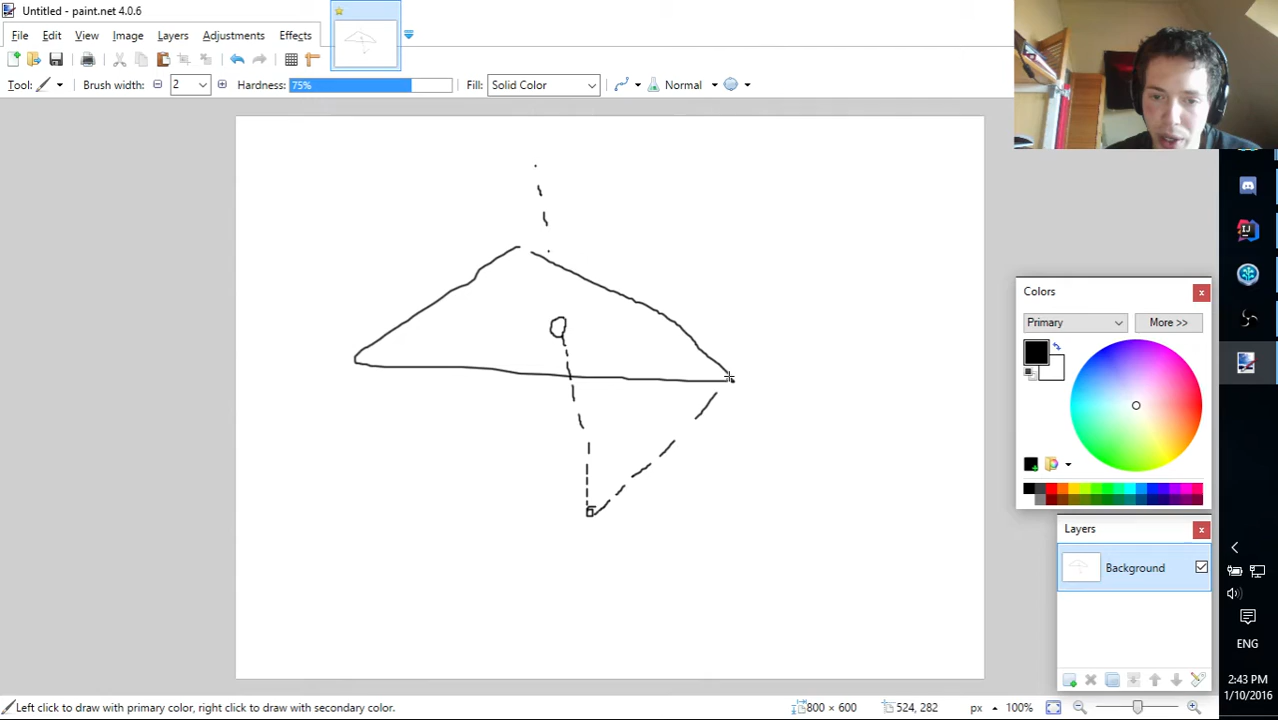 Untitled - paint.net 4.0.6
File Edit View Image Layers Adjustments Effects
Tool: Brush width: 2 Hardness: 75% Fill: Solid Color Normal
Colors
Primary More >>
Layers
Background
ENG
2:43 PM
1/10/2016
Left click to draw with primary color, right click to draw with secondary color. 800 x 600 524, 282 px 100%